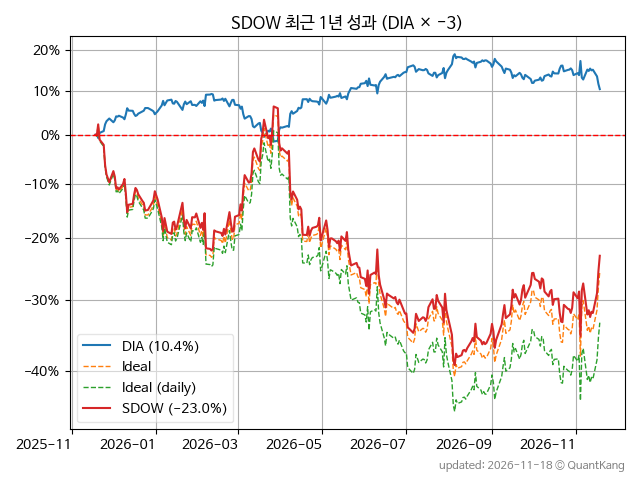 SDOW 최근 1년 성과 (DIA × −3)
20%
10%
0%
−10%
−20%
−30%
−40%
DIA (10.4%)
Ideal
Ideal (daily)
SDOW (−23.0%)
2025-11
2026-01
2026-03
2026-05
2026-07
2026-09
2026-11
updated: 2026-11-18 © QuantKang